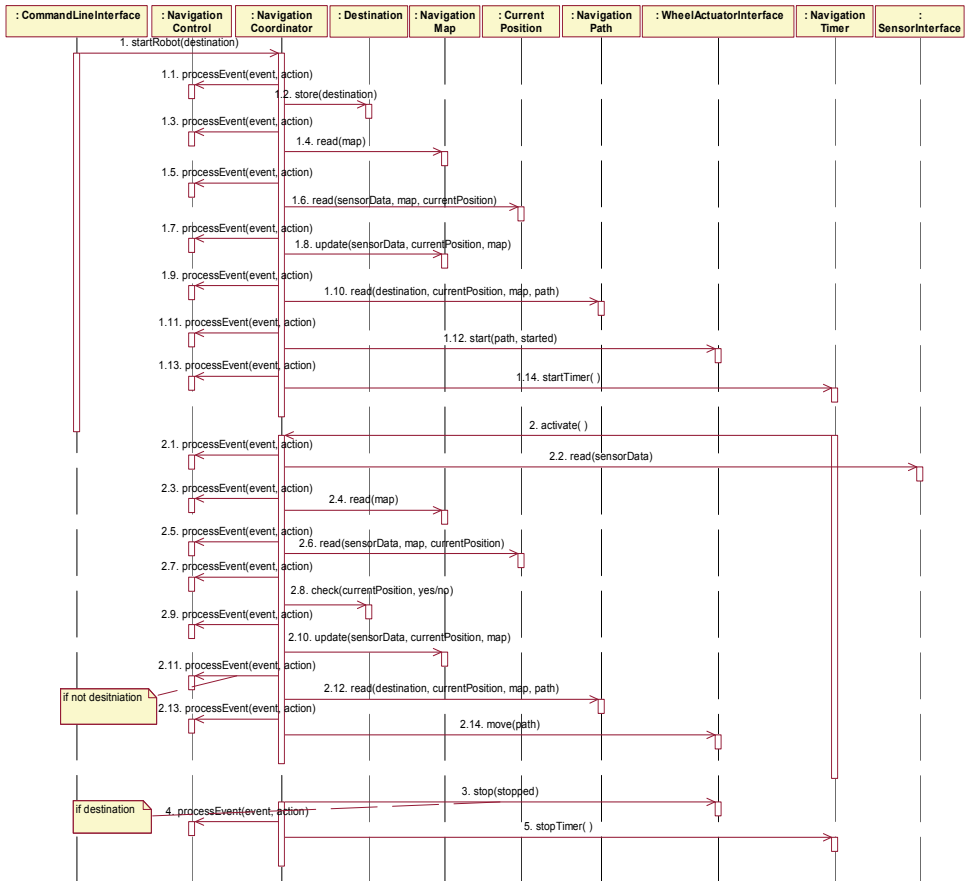 : CommandLineInterface
: Navigation
Control
: Navigation
Coordinator
: Destination
: Navigation
Map
: Current
Position
: Navigation
Path
: WheelActuatorInterface
: Navigation
Timer
:
SensorInterface
1. startRobot(destination)
1.1. processEvent(event, action)
1.2. store(destination)
1.3. processEvent(event, action)
1.4. read(map)
1.5. processEvent(event, action)
1.6. read(sensorData, map, currentPosition)
1.7. processEvent(event, action)
1.8. update(sensorData, currentPosition, map)
1.9. processEvent(event, action)
1.10. read(destination, currentPosition, map, path)
1.11. processEvent(event, action)
1.12. start(path, started)
1.13. processEvent(event, action)
1.14. startTimer( )
2. activate( )
2.1. processEvent(event, action)
2.2. read(sensorData)
2.3. processEvent(event, action)
2.4. read(map)
2.5. processEvent(event, action)
2.6. read(sensorData, map, currentPosition)
2.7. processEvent(event, action)
2.8. check(currentPosition, yes/no)
2.9. processEvent(event, action)
2.10. update(sensorData, currentPosition, map)
2.11. processEvent(event, action)
if not desitniation
2.12. read(destination, currentPosition, map, path)
2.13. processEvent(event, action)
2.14. move(path)
3. stop(stopped)
if destination
4. processEvent(event, action)
5. stopTimer( )